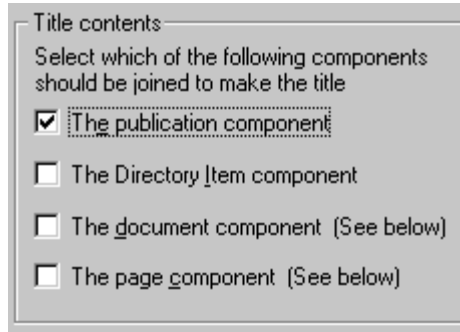 Title contents
Select which of the following components
should be joined to make the title
The publication component
The Directory Item component
The document component (See below)
The page component (See below)